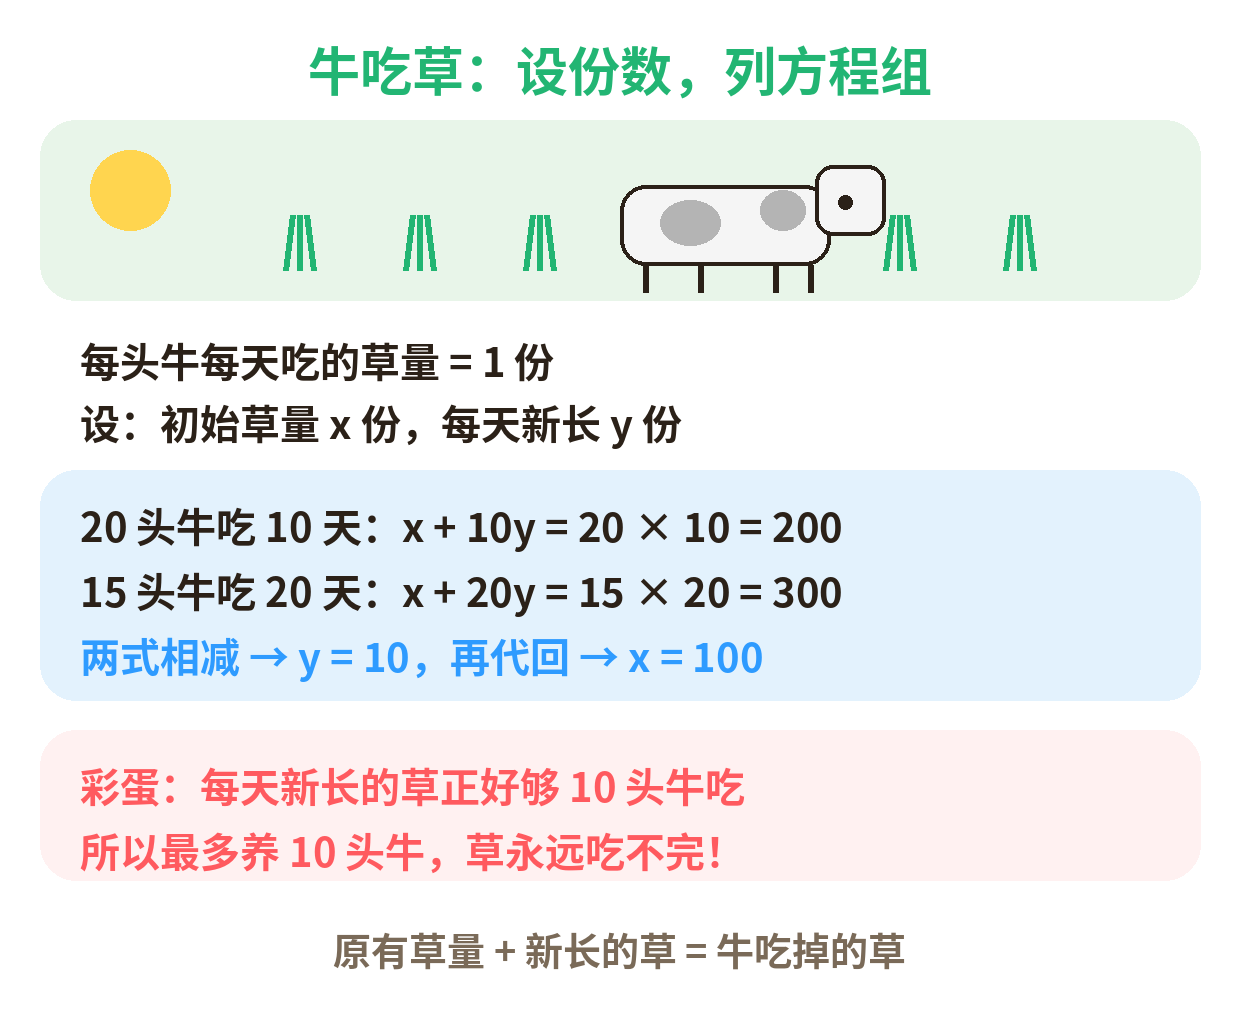 牛吃草：设份数，列方程组
每头牛每天吃的草量 = 1 份
设：初始草量 x 份，每天新长 y 份
20 头牛吃 10 天：x + 10y = 20 × 10 = 200
15 头牛吃 20 天：x + 20y = 15 × 20 = 300
两式相减 → y = 10，再代回 → x = 100
彩蛋：每天新长的草正好够 10 头牛吃
所以最多养 10 头牛，草永远吃不完！
原有草量 + 新长的草 = 牛吃掉的草